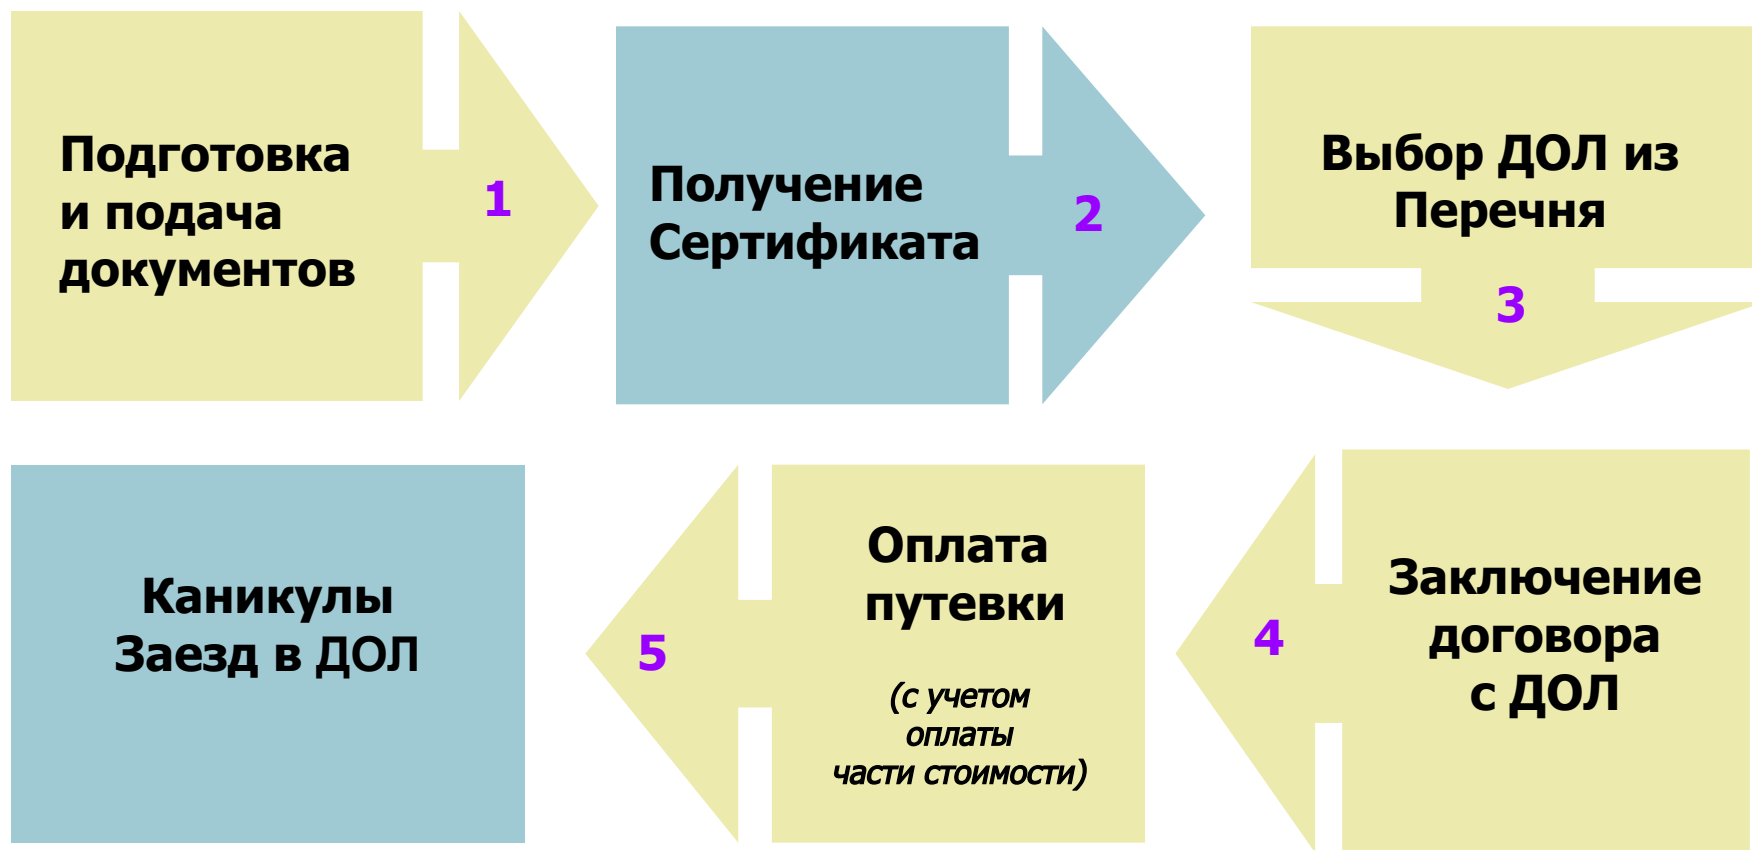 Подготовка
и подача
документов
1
Получение
Сертификата
2
Выбор ДОЛ из
Перечня
3
Заключение
договора
с ДОЛ
4
Оплата
путевки
(с учетом
оплаты
части стоимости)
5
Каникулы
Заезд в ДОЛ